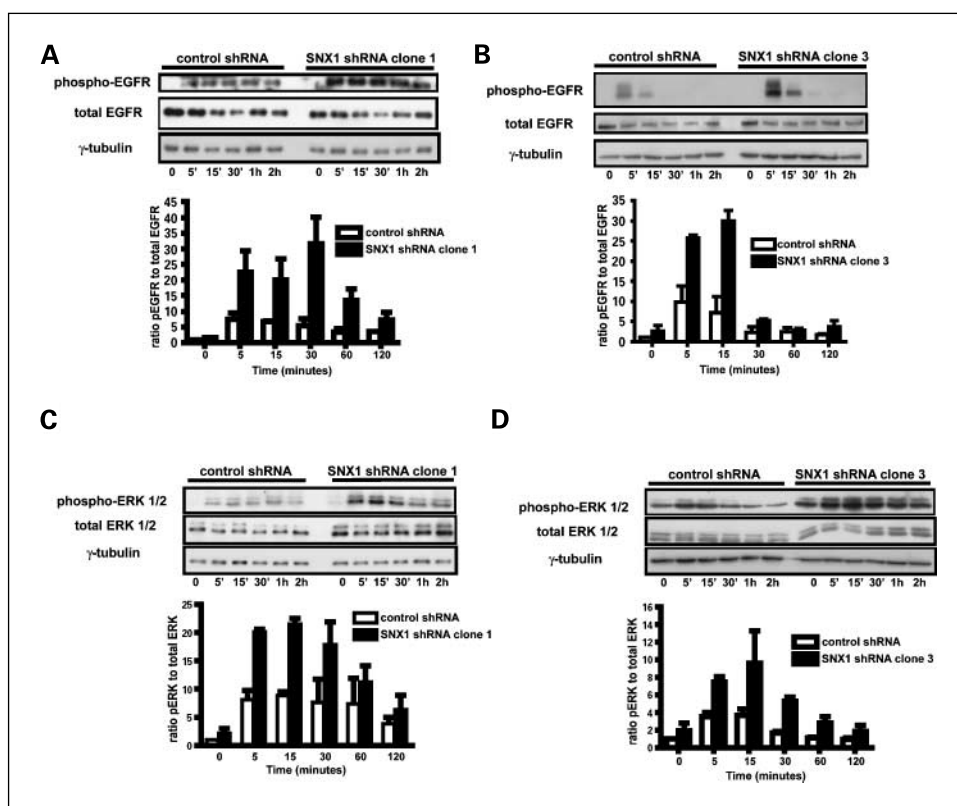 A
control shRNA SNX1 shRNA clone 1
phospho-EGFR
total EGFR
γ-tubulin
0 5' 15' 30' 1h 2h 0 5' 15' 30' 1h 2h
45
40
35
30
25
20
15
10
5
0
ratio pEGFR to total EGFR
control shRNA
SNX1 shRNA clone 1
0 5 15 30 60 120
Time (minutes)
B
control shRNA SNX1 shRNA clone 3
phospho-EGFR
total EGFR
γ-tubulin
0 5' 15' 30' 1h 2h 0 5' 15' 30' 1h 2h
35
30
25
20
15
10
5
0
ratio pEGFR to total EGFR
control shRNA
SNX1 shRNA clone 3
0 5 15 30 60 120
Time (minutes)
C
control shRNA SNX1 shRNA clone 1
phospho-ERK 1/2
total ERK 1/2
γ-tubulin
0 5' 15' 30' 1h 2h 0 5' 15' 30' 1h 2h
25
20
15
10
5
0
ratio pERK to total ERK
control shRNA
SNX1 shRNA clone 1
0 5 15 30 60 120
Time (minutes)
D
control shRNA SNX1 shRNA clone 3
phospho-ERK 1/2
total ERK 1/2
γ-tubulin
0 5' 15' 30' 1h 2h 0 5' 15' 30' 1h 2h
16
14
12
10
8
6
4
2
0
ratio pERK to total ERK
control shRNA
SNX1 shRNA clone 3
0 5 15 30 60 120
Time (minutes)